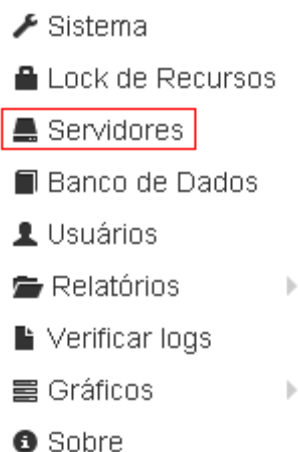 Sistema
Lock de Recursos
Servidores
Banco de Dados
Usuários
Relatórios
Verificar logs
Gráficos
Sobre